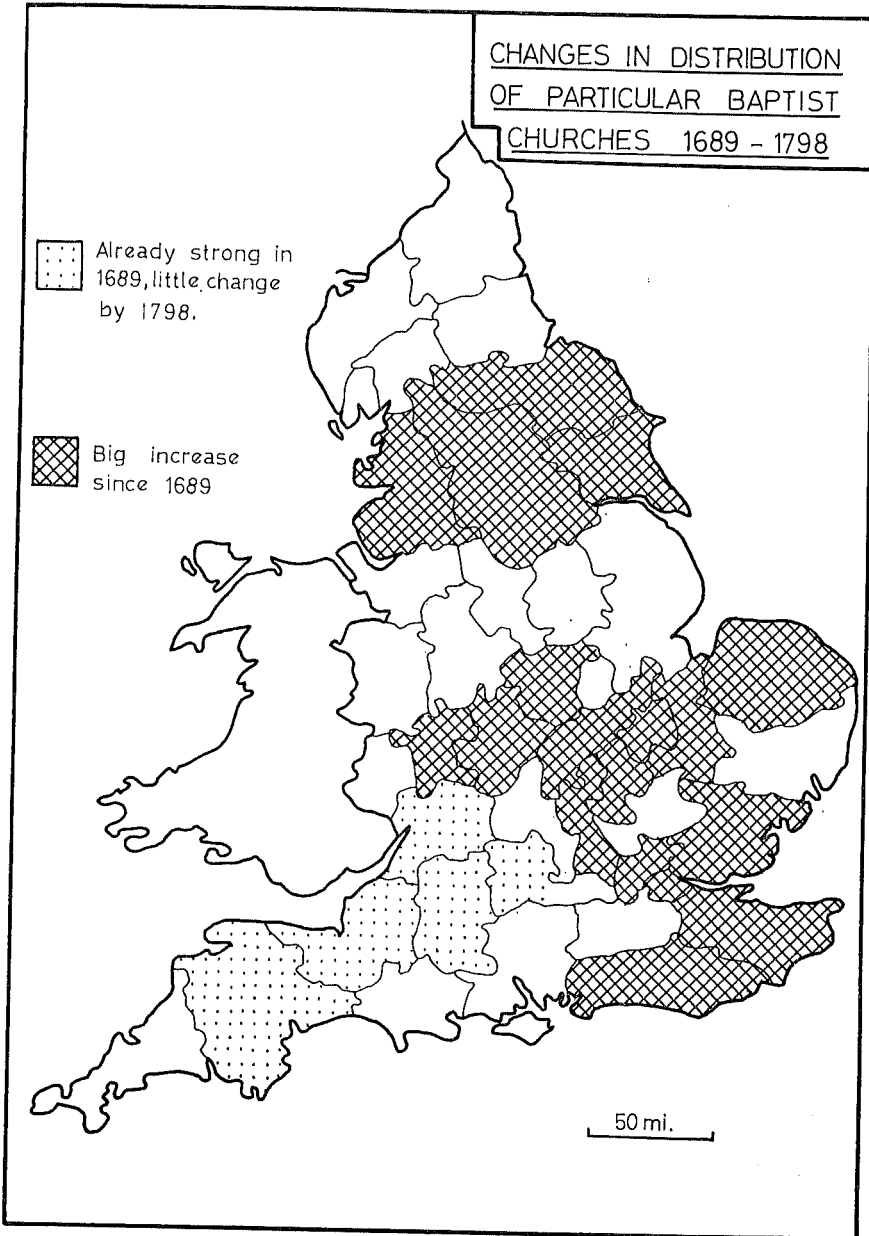 CHANGES IN DISTRIBUTION
OF PARTICULAR BAPTIST
CHURCHES 1689 - 1798
Already strong in
1689, little change
by 1798.
Big increase
since 1689
50 mi.